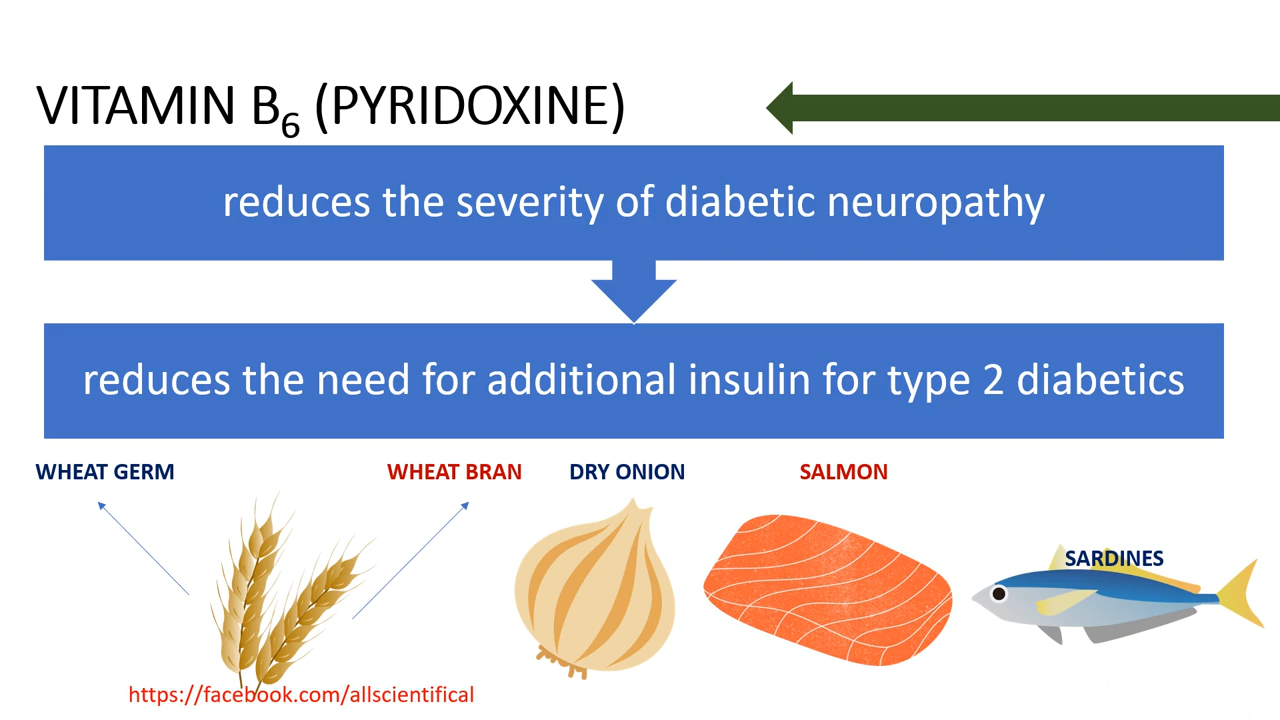 VITAMIN B6 (PYRIDOXINE)
reduces the severity of diabetic neuropathy
reduces the need for additional insulin for type 2 diabetics
WHEAT GERM
WHEAT BRAN
DRY ONION
SALMON
SARDINES
https://facebook.com/allscientifical